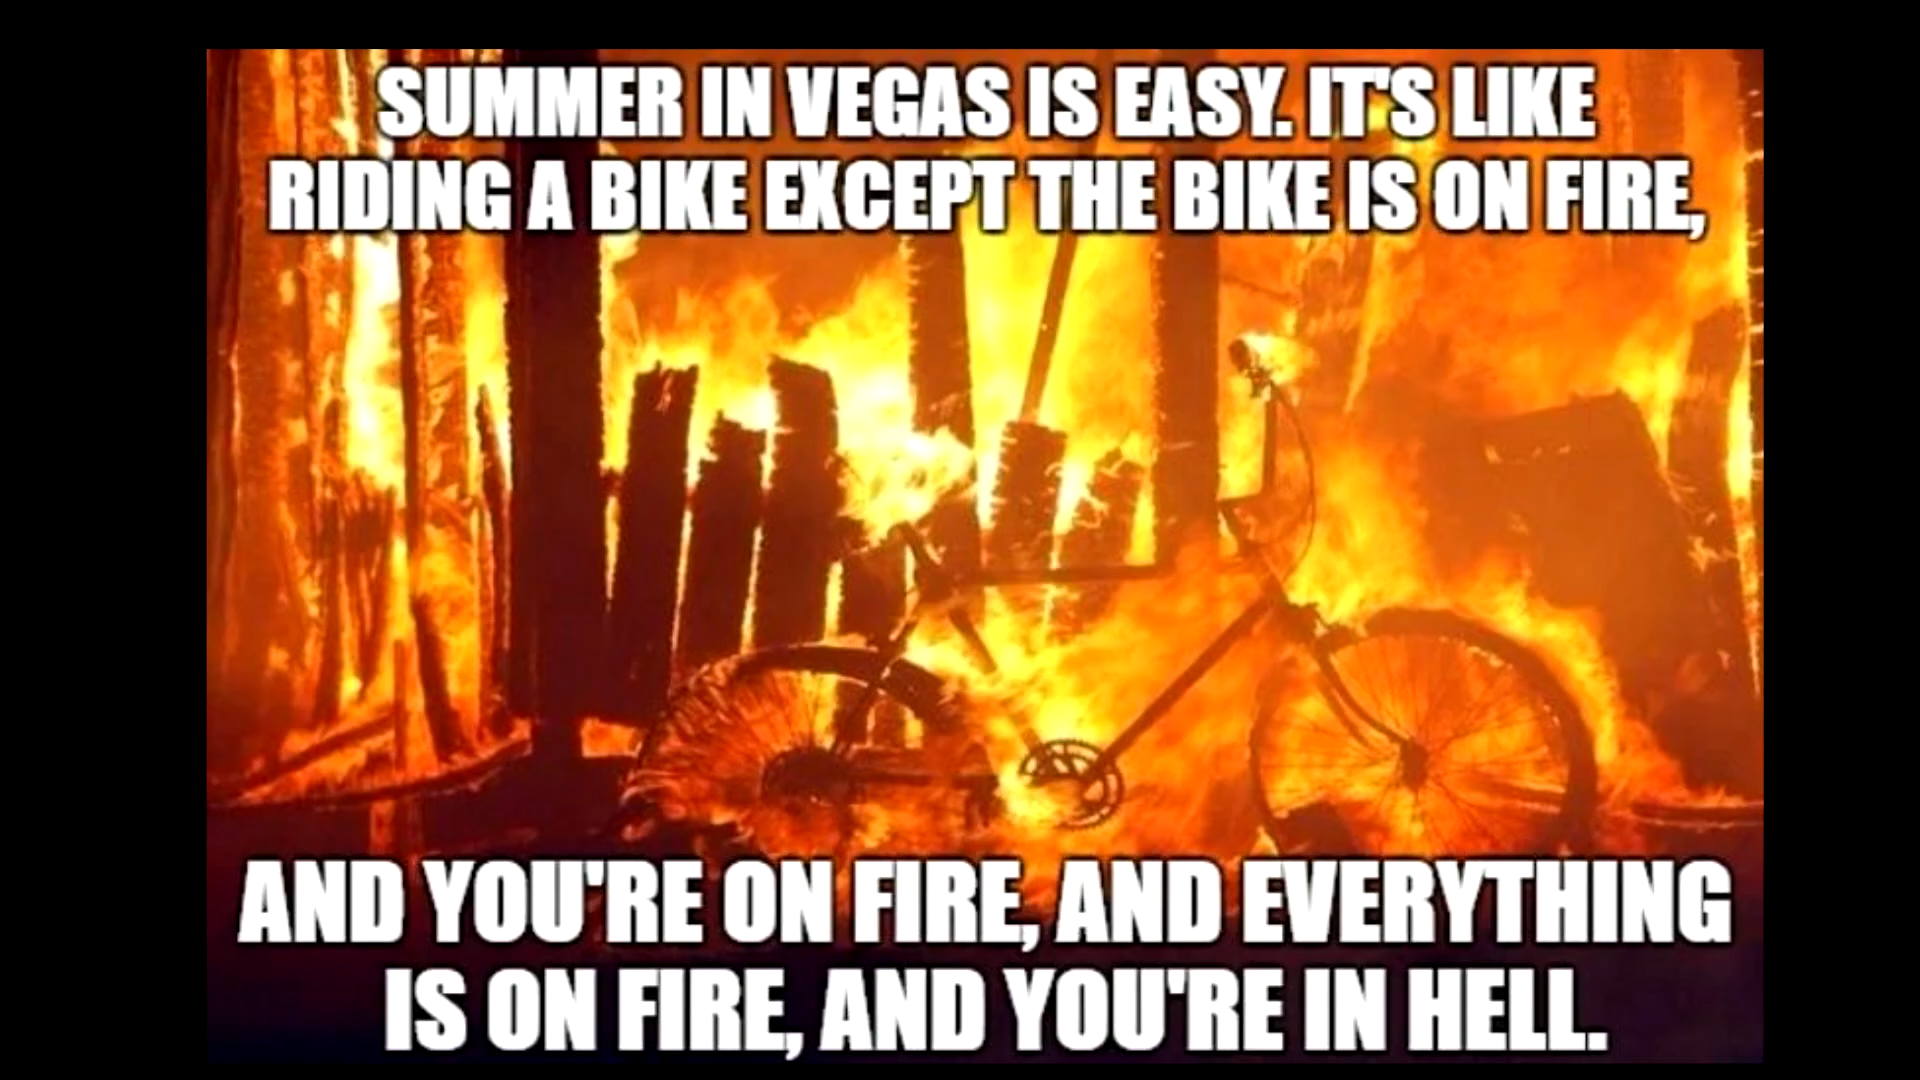 SUMMER IN VEGAS IS EASY. IT'S LIKE
RIDING A BIKE EXCEPT THE BIKE IS ON FIRE,
AND YOU'RE ON FIRE, AND EVERYTHING
IS ON FIRE, AND YOU'RE IN HELL.